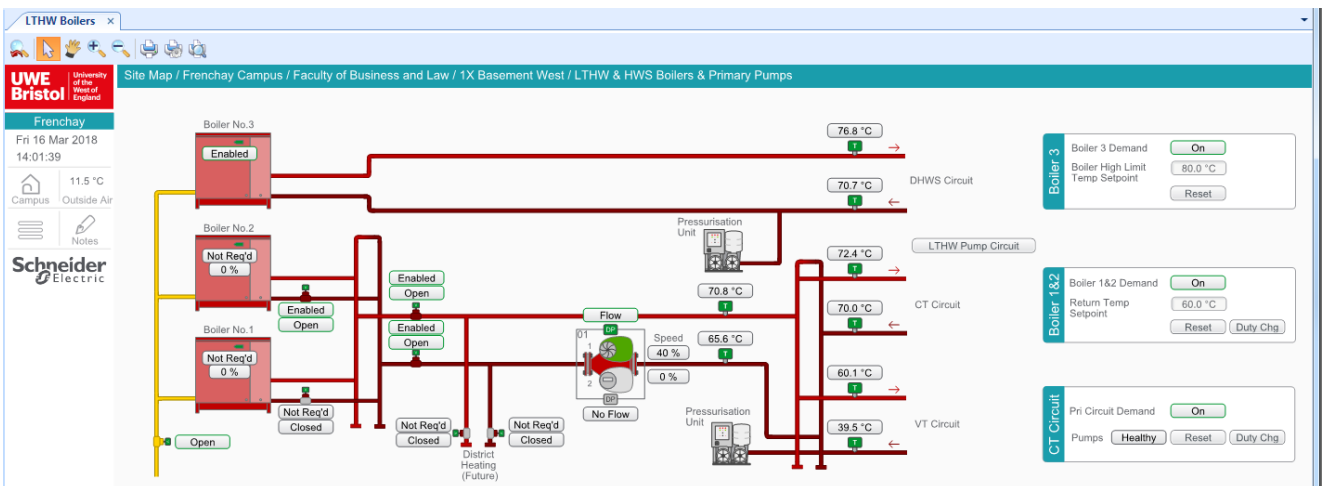 LTHW Boilers ×
UWE Bristol
University
of the
West of
England
Site Map / Frenchay Campus / Faculty of Business and Law / 1X Basement West / LTHW & HWS Boilers & Primary Pumps
Frenchay
Fri 16 Mar 2018
14:01:39
11.5 °C
Campus
Outside Air
Notes
Schneider
Electric
Boiler No.3
Enabled
Boiler No.2
Not Req'd
0 %
Enabled
Open
Boiler No.1
Not Req'd
0 %
Not Req'd
Closed
Open
Enabled
Open
Enabled
Open
Not Req'd
Closed
Not Req'd
Closed
District
Heating
(Future)
Flow
DP
01
1
2
DP
No Flow
Speed
40 %
0 %
70.8 °C
T
65.6 °C
T
Pressurisation
Unit
Pressurisation
Unit
76.8 °C
T
70.7 °C
T
DHWS Circuit
LTHW Pump Circuit
72.4 °C
T
70.0 °C
T
CT Circuit
60.1 °C
T
39.5 °C
T
VT Circuit
Boiler 3
Boiler 3 Demand On
Boiler High Limit
Temp Setpoint
80.0 °C
Reset
Boiler 1&2
Boiler 1&2 Demand On
Return Temp
Setpoint
60.0 °C
Reset Duty Chg
CT Circuit
Pri Circuit Demand On
Pumps Healthy Reset Duty Chg